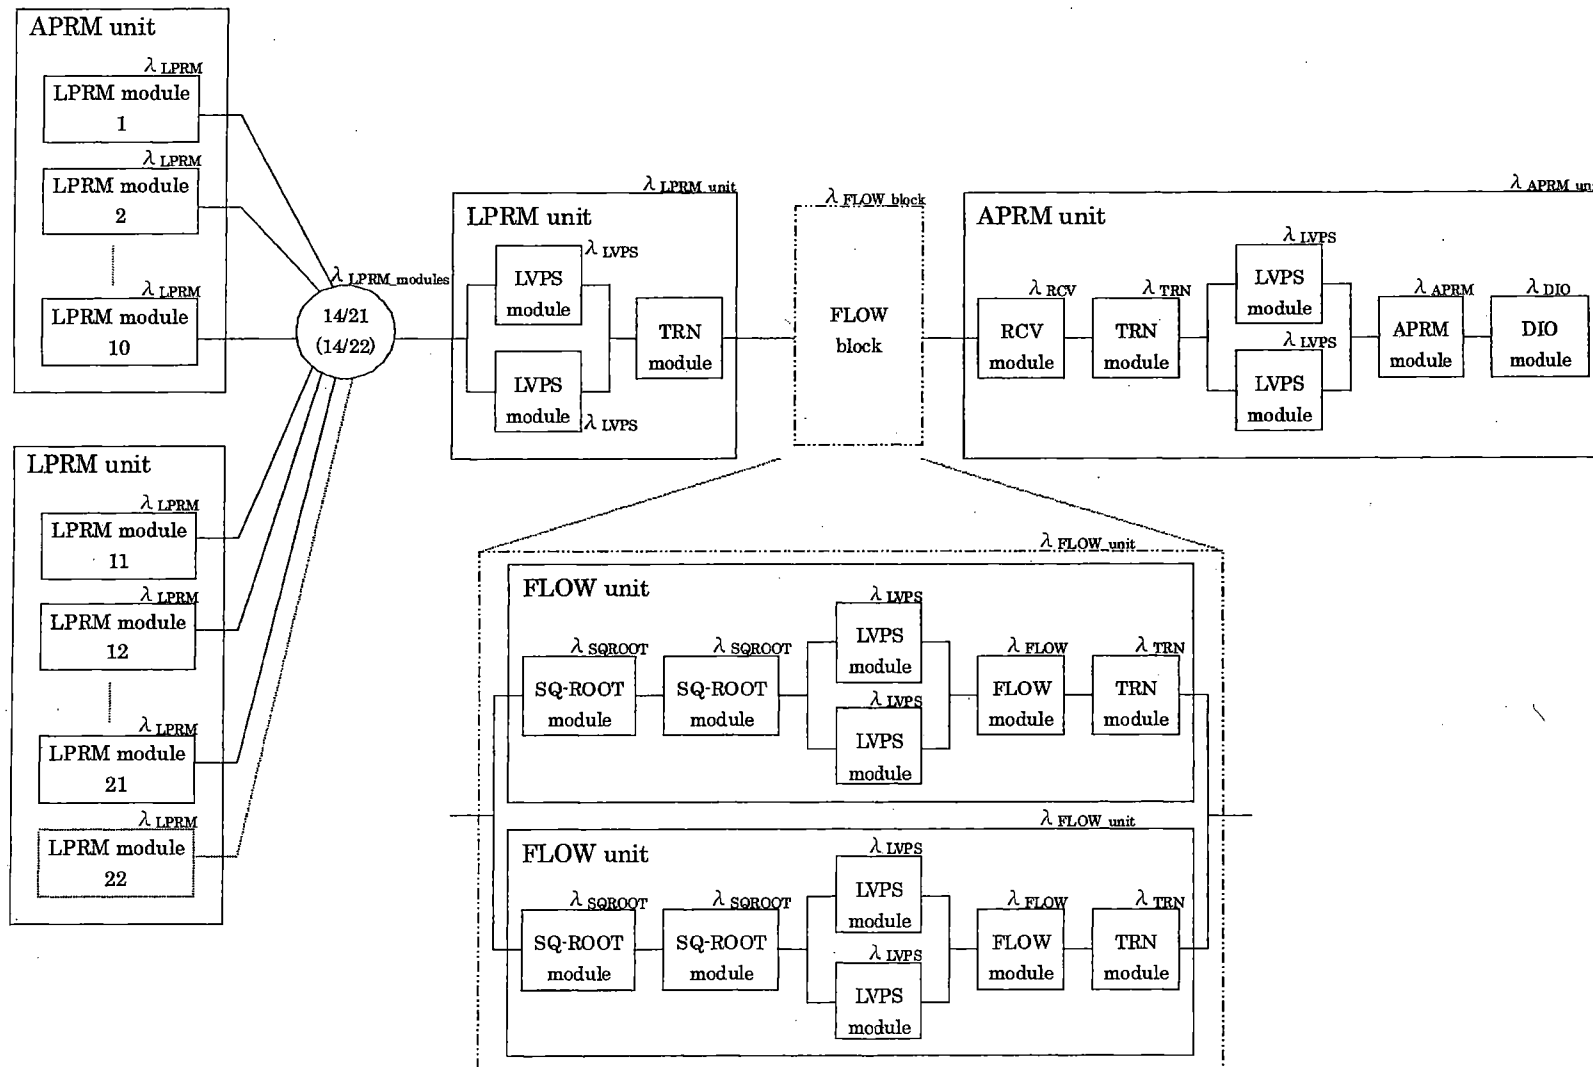 APRM unit
λ LPRM
LPRM module
1
λ LPRM
LPRM module
2
λ LPRM
LPRM module
10
LPRM unit
λ LPRM
LPRM module
11
λ LPRM
LPRM module
12
λ LPRM
LPRM module
21
λ LPRM
LPRM module
22
λ LPRM_modules
14/21
(14/22)
λ LPRM_unit
LPRM unit
λ LVPS
LVPS
module
LVPS
module
λ LVPS
TRN
module
λ FLOW_block
FLOW
block
λ APRM_un
APRM unit
λ RCV
RCV
module
λ TRN
TRN
module
λ LVPS
LVPS
module
λ LVPS
LVPS
module
λ APRM
APRM
module
λ DIO
DIO
module
λ FLOW_unit
FLOW unit
λ SQROOT
SQ-ROOT
module
λ SQROOT
SQ-ROOT
module
λ LVPS
LVPS
module
λ LVPS
LVPS
module
λ FLOW
FLOW
module
λ TRN
TRN
module
λ FLOW_unit
FLOW unit
λ SQROOT
SQ-ROOT
module
λ SQROOT
SQ-ROOT
module
λ LVPS
LVPS
module
λ LVPS
LVPS
module
λ FLOW
FLOW
module
λ TRN
TRN
module